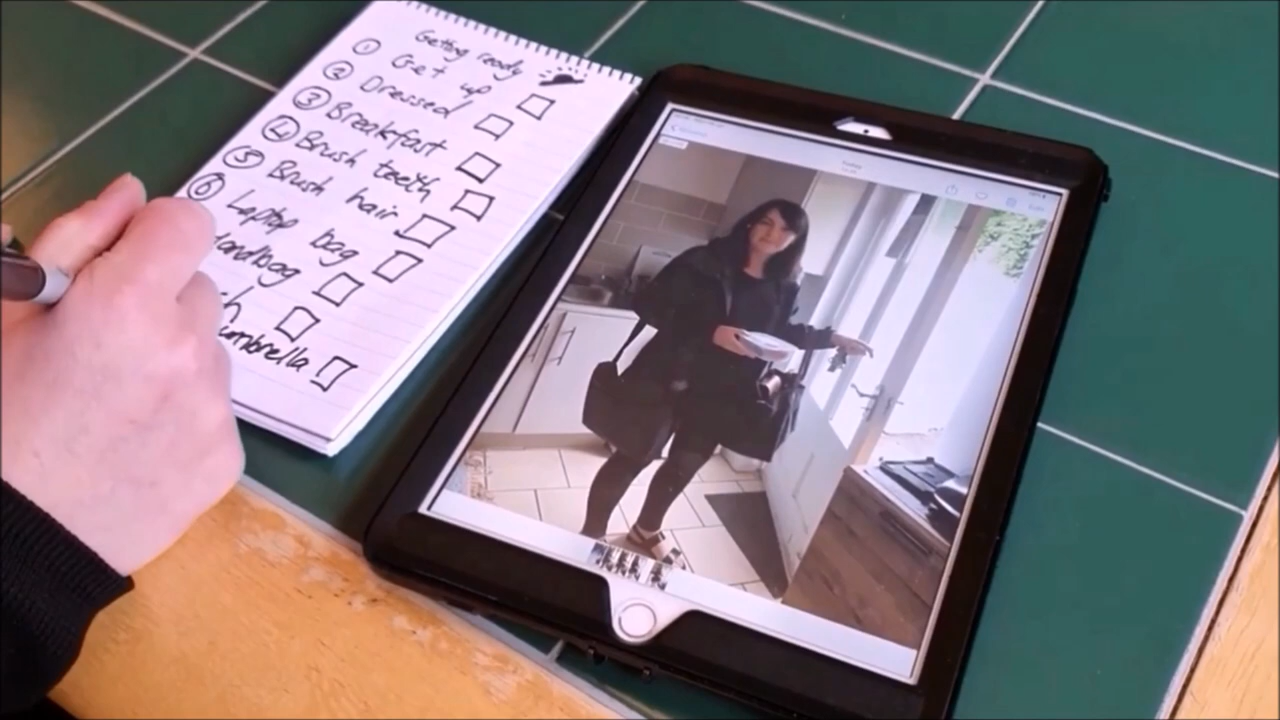 Getting ready
① Get up
② Dressed
③ Breakfast
④ Brush teeth
⑤ Brush hair
⑥ Laptop bag
andbag
ch
umbrella